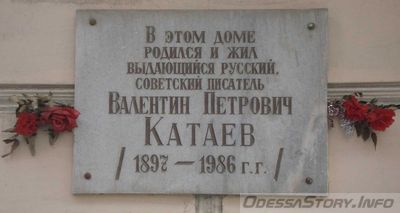 В этом доме
родился и жил
выдающийся русский,
советский писатель
Валентин Петрович
Катаев
/ 1897 — 1986 г.г. /
OdessaStory.Info